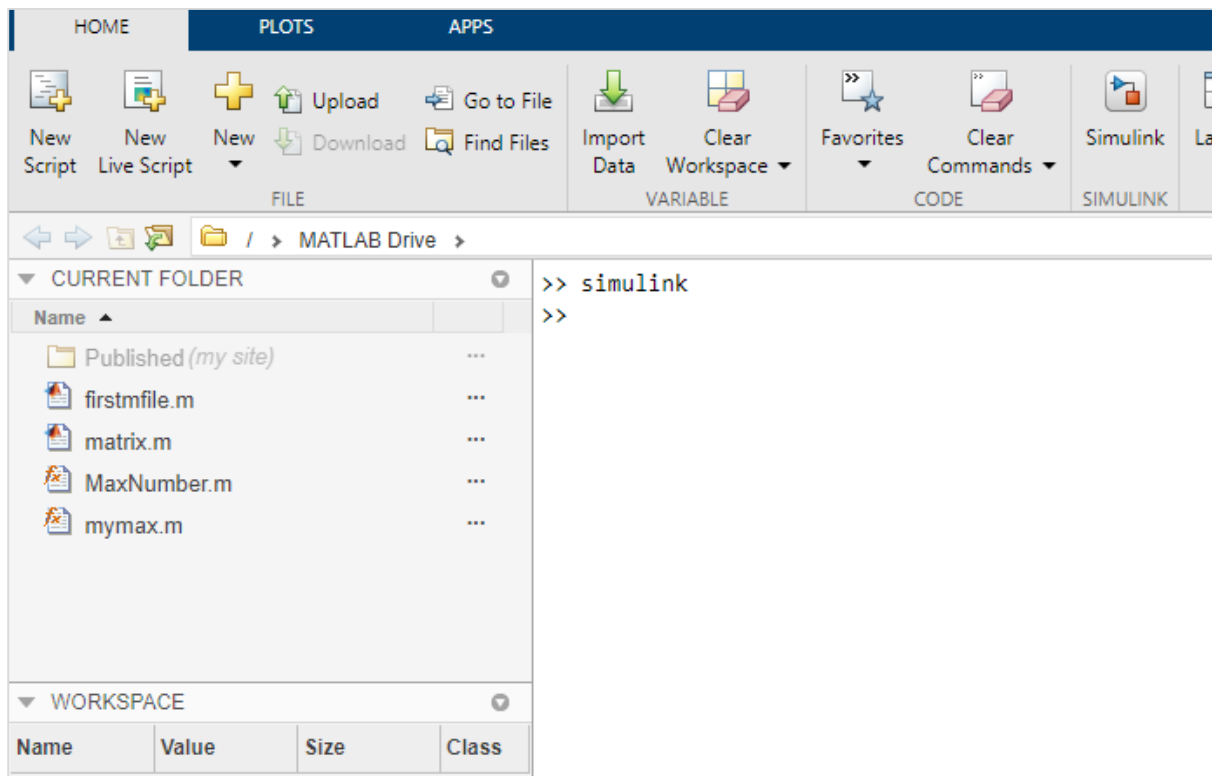 HOME PLOTS APPS
New Script
New Live Script
New
Upload
Download
Go to File
Find Files
Import Data
Clear Workspace
Favorites
Clear Commands
Simulink
FILE VARIABLE CODE SIMULINK
/ > MATLAB Drive >
CURRENT FOLDER
Name
Published (my site) ...
firstmfile.m ...
matrix.m ...
MaxNumber.m ...
mymax.m ...
WORKSPACE
Name Value Size Class
>> simulink
>>